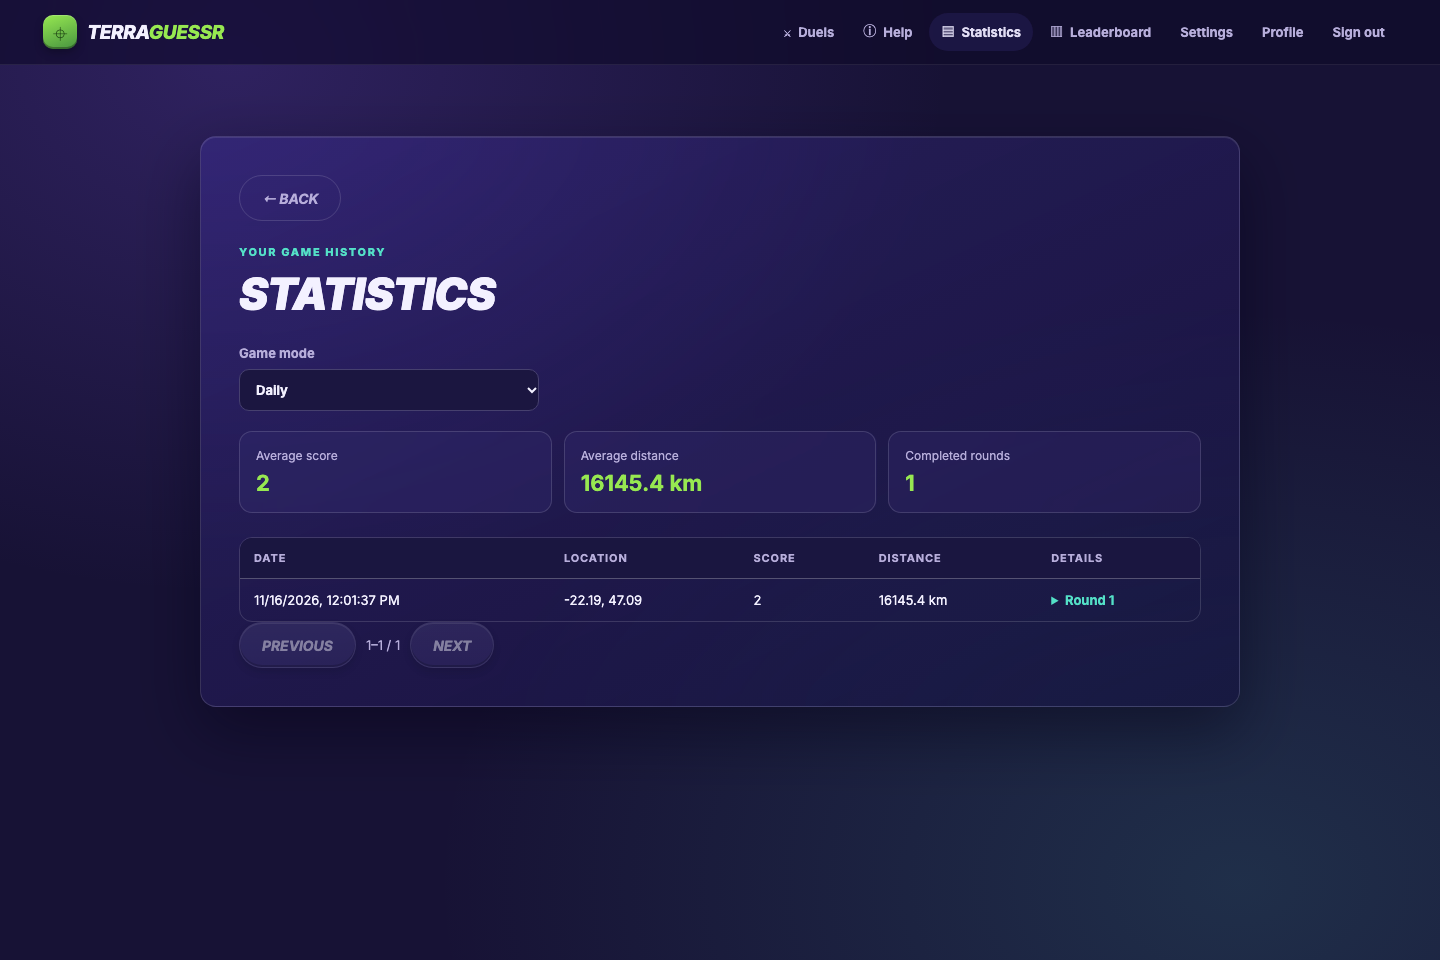 TERRAGUESSR
Duels
Help
Statistics
Leaderboard
Settings
Profile
Sign out
← BACK
YOUR GAME HISTORY
STATISTICS
Game mode
Daily
Average score
2
Average distance
16145.4 km
Completed rounds
1
DATE LOCATION SCORE DISTANCE DETAILS
11/16/2026, 12:01:37 PM -22.19, 47.09 2 16145.4 km ▶ Round 1
PREVIOUS 1–1 / 1 NEXT